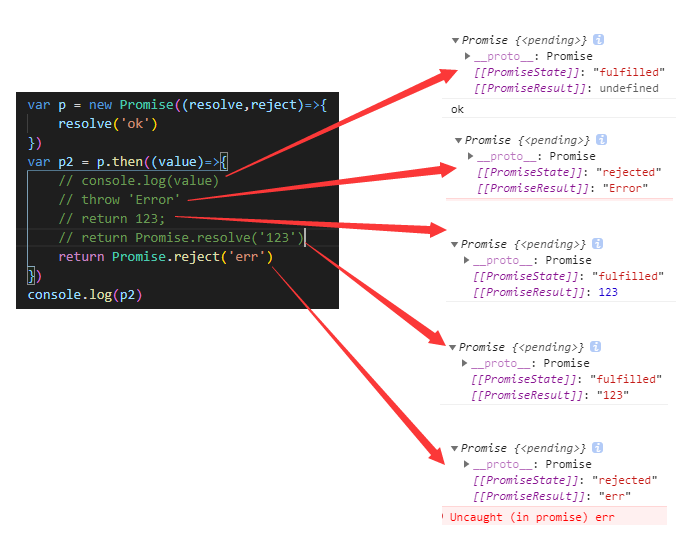 var p = new Promise((resolve,reject)=>{
resolve('ok')
})
var p2 = p.then((value)=>{
// console.log(value)
// throw 'Error'
// return 123;
// return Promise.resolve('123')
return Promise.reject('err')
})
console.log(p2)
Promise {<pending>} i
__proto__: Promise
[[PromiseState]]: "fulfilled"
[[PromiseResult]]: undefined
ok
Promise {<pending>} i
__proto__: Promise
[[PromiseState]]: "rejected"
[[PromiseResult]]: "Error"
Promise {<pending>} i
__proto__: Promise
[[PromiseState]]: "fulfilled"
[[PromiseResult]]: 123
Promise {<pending>} i
__proto__: Promise
[[PromiseState]]: "fulfilled"
[[PromiseResult]]: "123"
Promise {<pending>} i
__proto__: Promise
[[PromiseState]]: "rejected"
[[PromiseResult]]: "err"
Uncaught (in promise) err